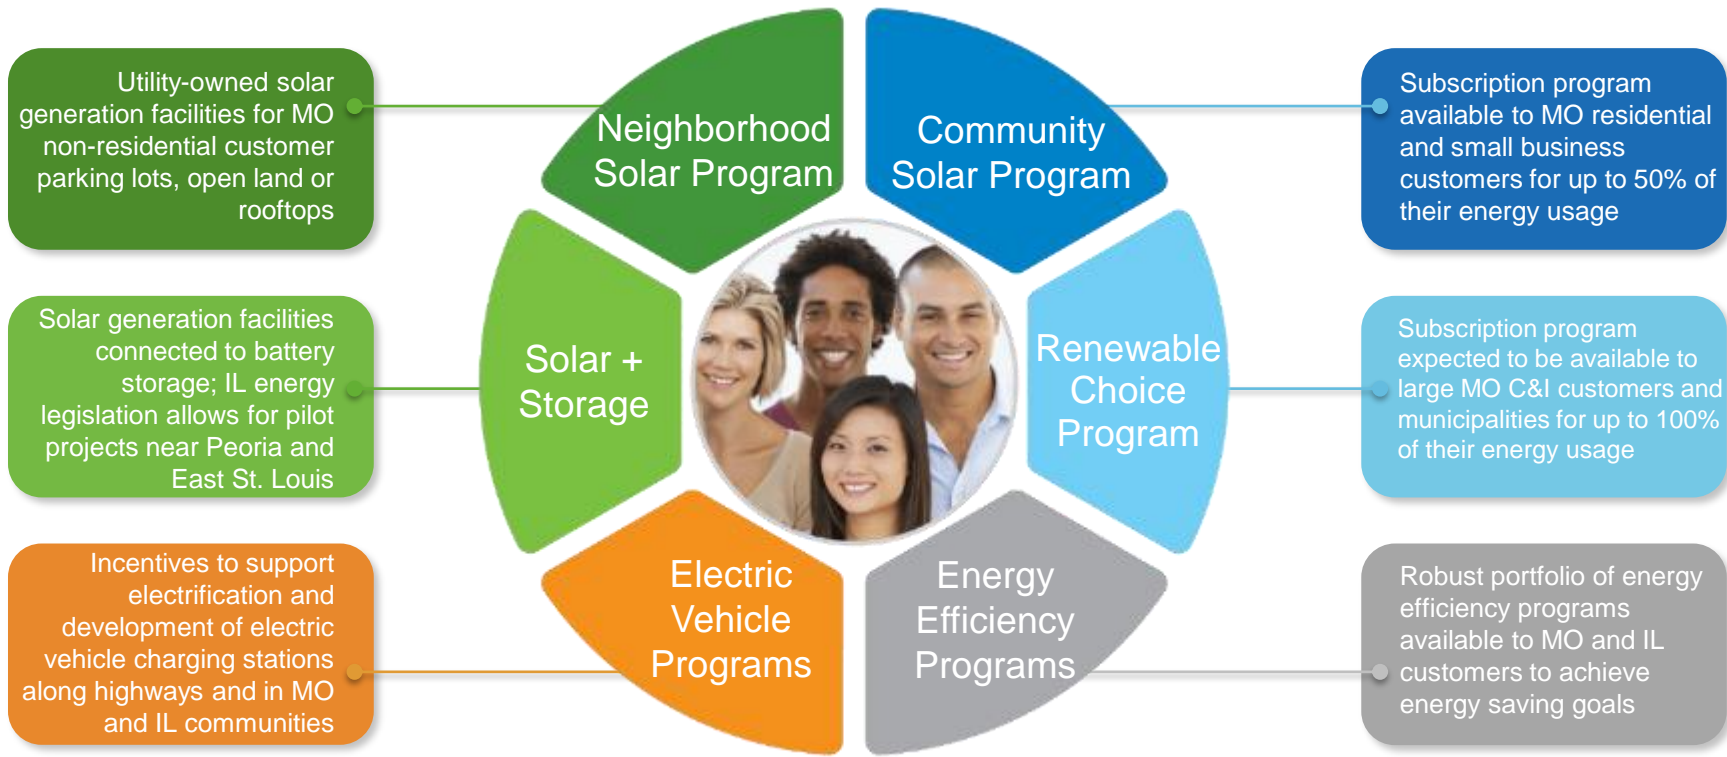 Utility-owned solar
generation facilities for MO
non-residential customer
parking lots, open land or
rooftops
Neighborhood
Solar Program
Community
Solar Program
Subscription program
available to MO residential
and small business
customers for up to 50% of
their energy usage
Solar generation facilities
connected to battery
storage; IL energy
legislation allows for pilot
projects near Peoria and
East St. Louis
Solar +
Storage
Renewable
Choice
Program
Subscription program
expected to be available to
large MO C&I customers and
municipalities for up to 100%
of their energy usage
Incentives to support
electrification and
development of electric
vehicle charging stations
along highways and in MO
and IL communities
Electric
Vehicle
Programs
Energy
Efficiency
Programs
Robust portfolio of energy
efficiency programs
available to MO and IL
customers to achieve
energy saving goals